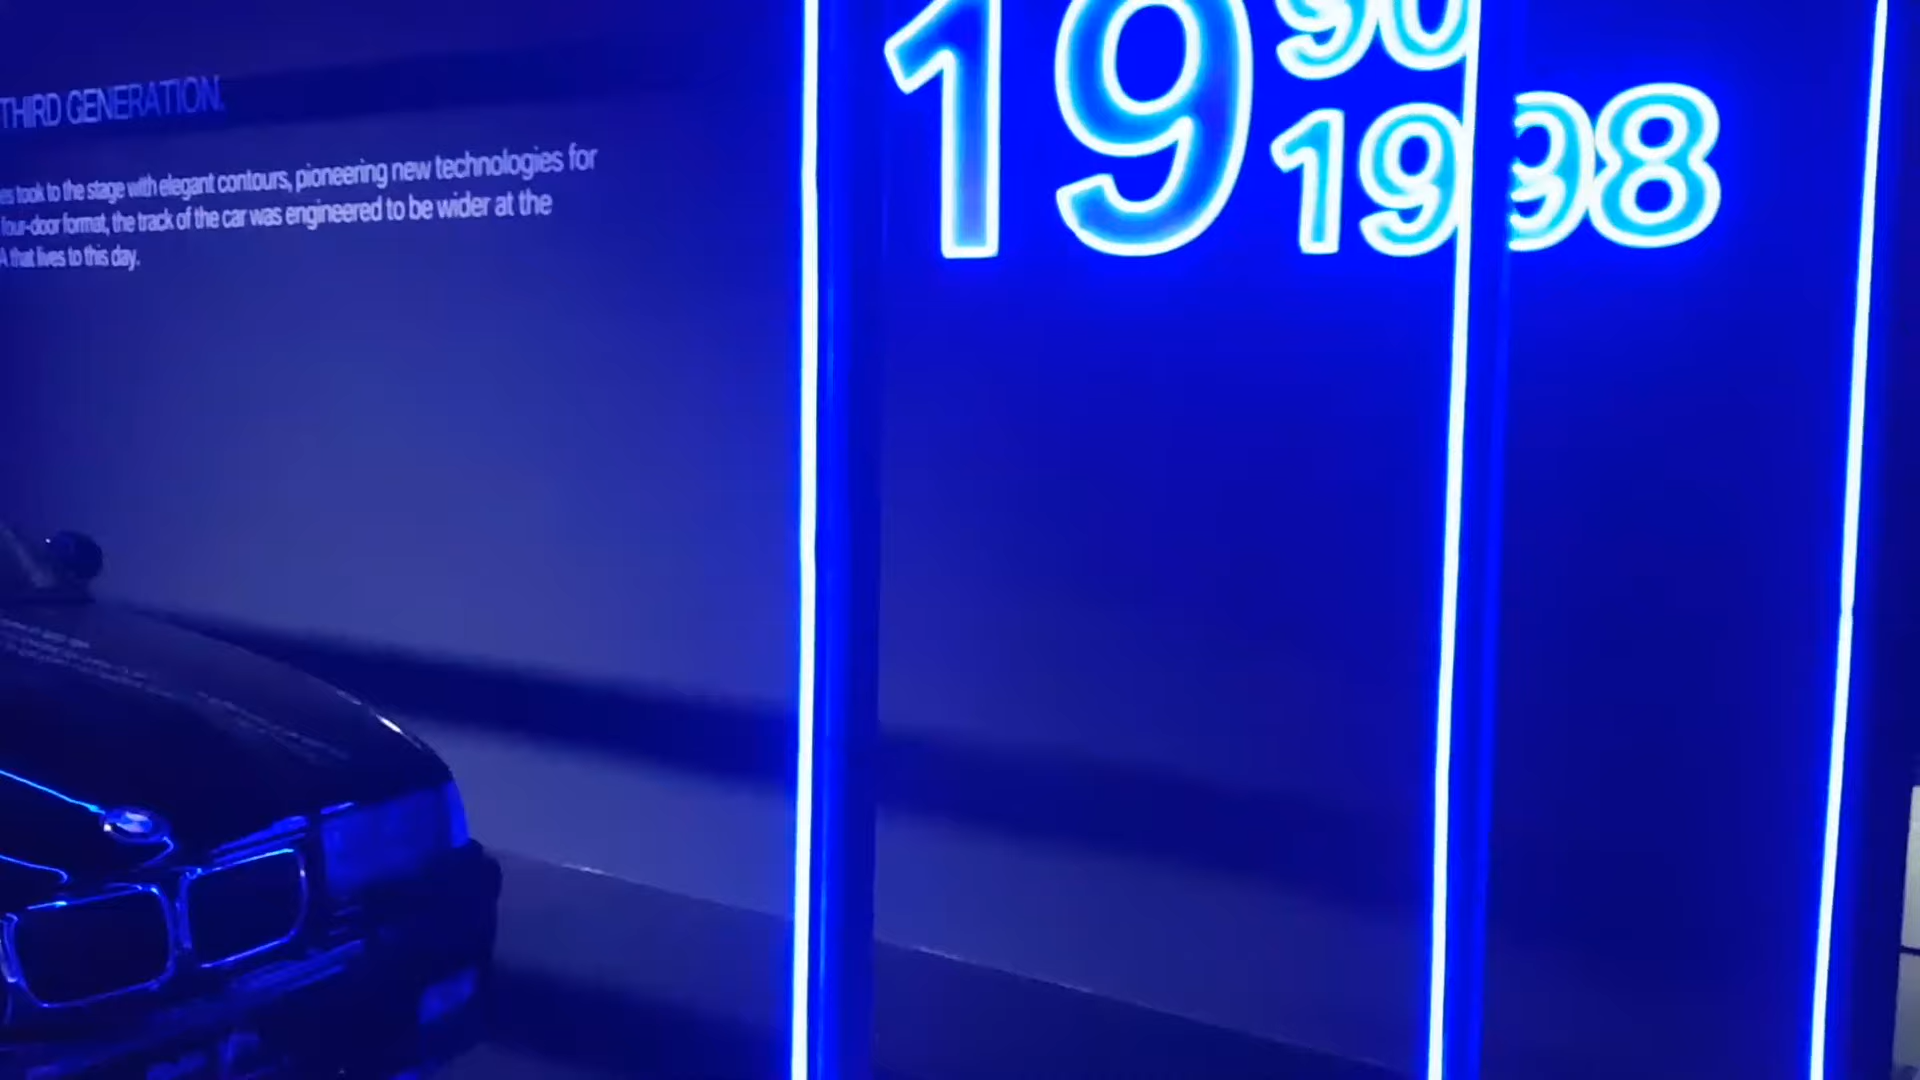 THIRD GENERATION.
took to the stage with elegant contours, pioneering new technologies for
four-door format, the track of the car was engineered to be wider at the
that lives to this day.
19
90
1998